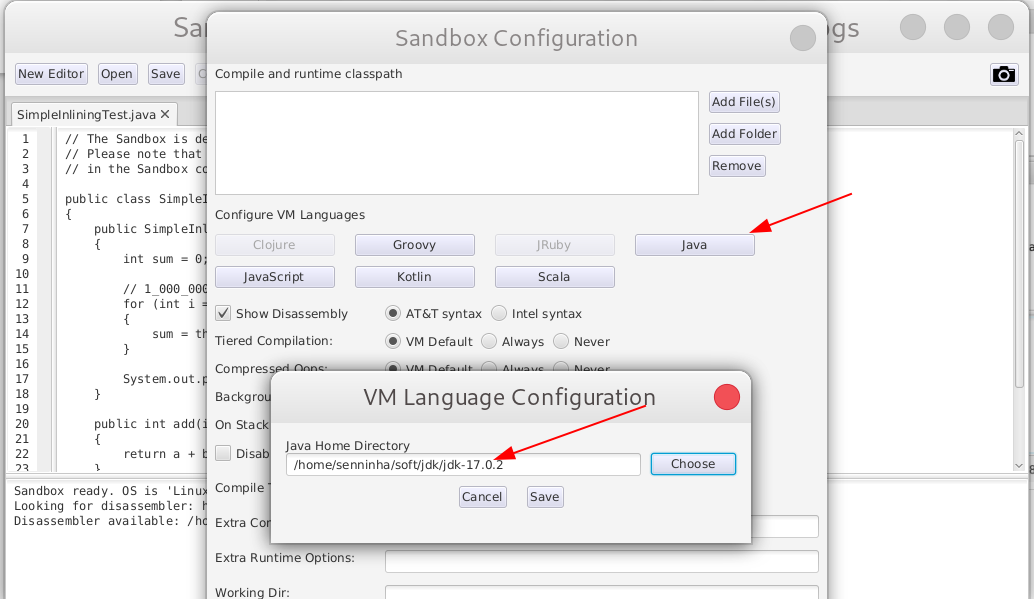 Sandbox Configuration
New Editor Open Save
Compile and runtime classpath
Add File(s)
Add Folder
Remove
SimpleInliningTest.java
1 // The Sandbox is de
2 // Please note that
3 // in the Sandbox co
4
5 public class SimpleI
6 {
7 public SimpleInl
8 {
9 int sum = 0;
10
11 // 1_000_000
12 for (int i =
13 {
14 sum = th
15 }
16
17 System.out.p
18 }
19
20 public int add(i
21 {
22 return a + b
23 }
Configure VM Languages
Clojure Groovy JRuby Java
JavaScript Kotlin Scala
Show Disassembly AT&T syntax Intel syntax
Tiered Compilation: VM Default Always Never
Compressed Oops: VM Default Always Never
Backgrou
On Stack
Disab
Compile T
Extra Cor
Extra Runtime Options:
Working Dir:
VM Language Configuration
Java Home Directory
/home/senninha/soft/jdk/jdk-17.0.2 Choose
Cancel Save
Sandbox ready. OS is 'Linux
Looking for disassembler: h
Disassembler available: /ho